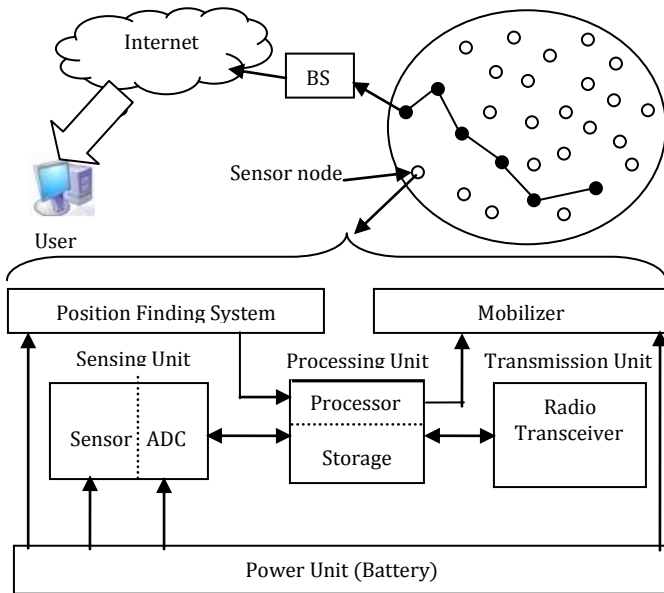 Internet
BS
Sensor node
User
Position Finding System
Mobilizer
Sensing Unit
Processing Unit
Transmission Unit
Sensor
ADC
Processor
Storage
Radio
Transceiver
Power Unit (Battery)